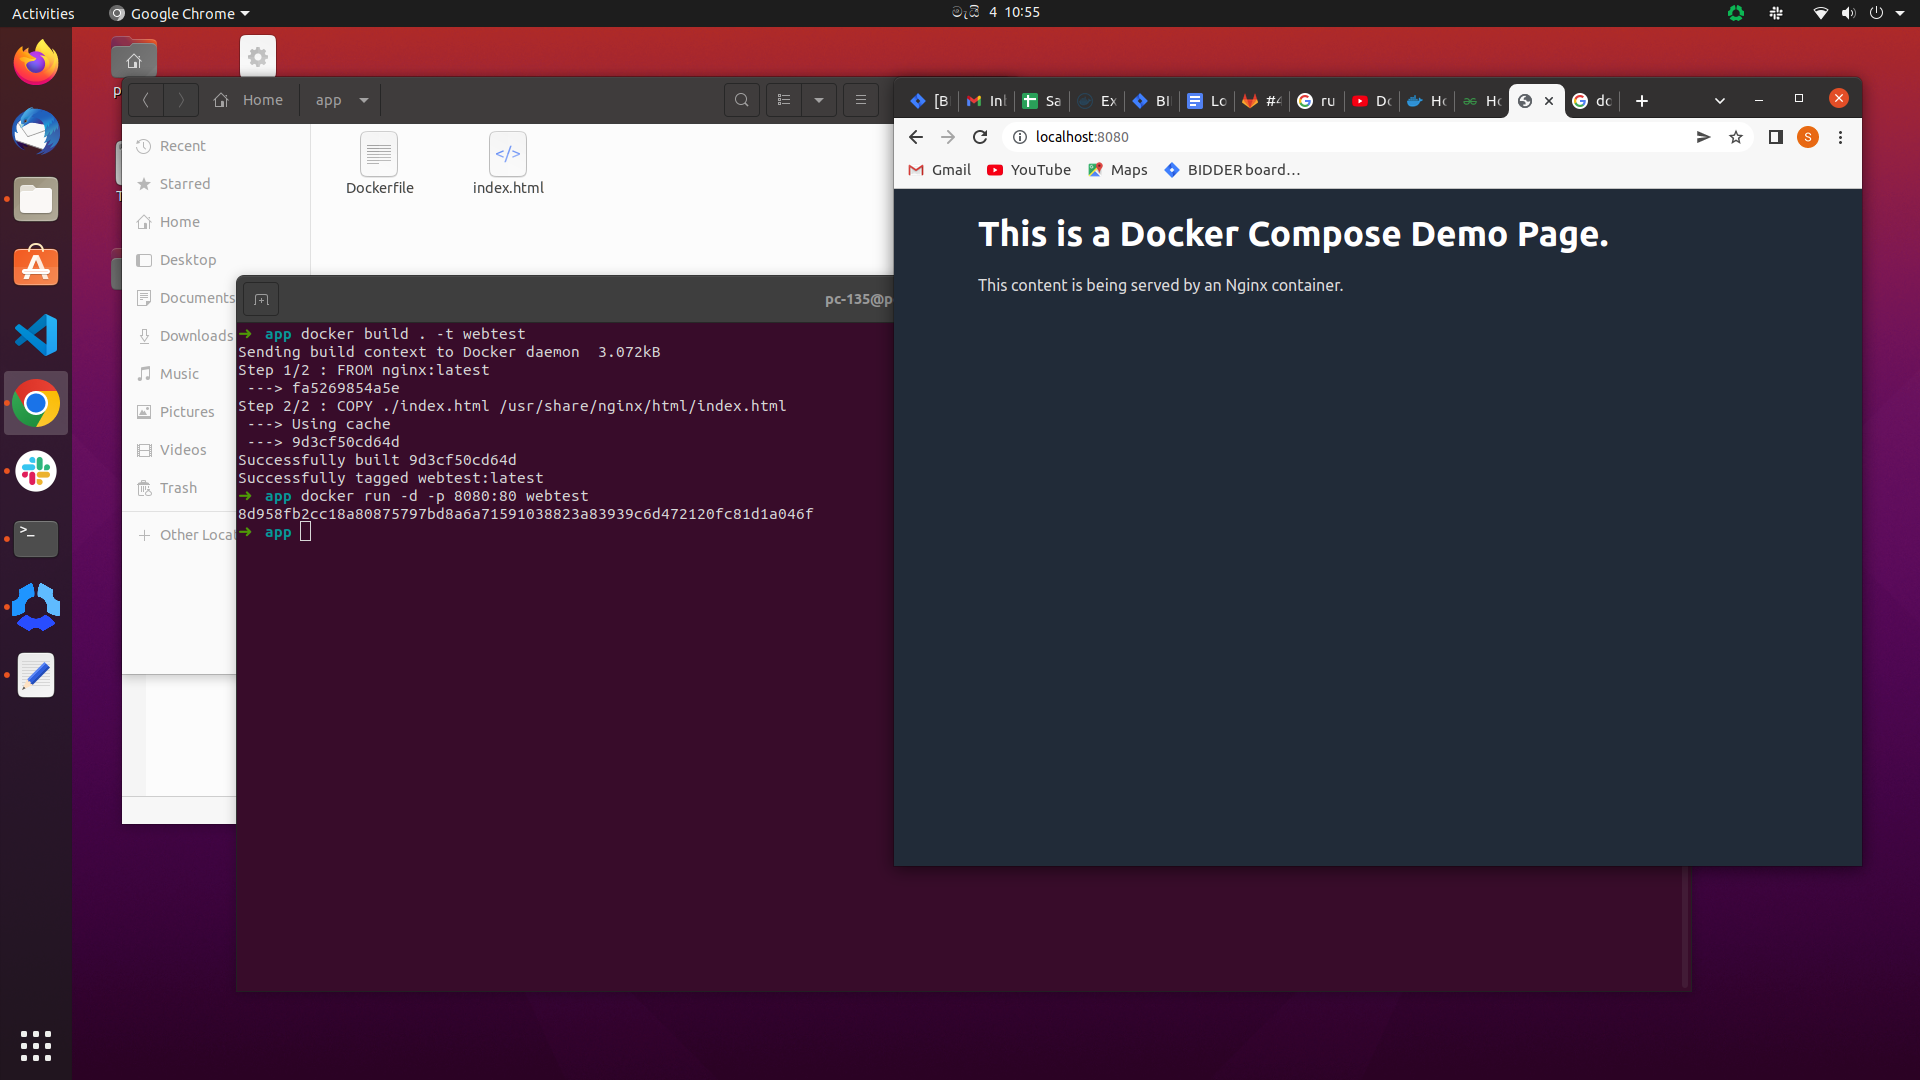 Activities
Google Chrome
මැයි 4 10:55
Home
app
Recent
Starred
Home
Desktop
Documents
Downloads
Music
Pictures
Videos
Trash
Other Locat
Dockerfile
index.html
pc-135@p
➜ app docker build . -t webtest
Sending build context to Docker daemon 3.072kB
Step 1/2 : FROM nginx:latest
---> fa5269854a5e
Step 2/2 : COPY ./index.html /usr/share/nginx/html/index.html
---> Using cache
---> 9d3cf50cd64d
Successfully built 9d3cf50cd64d
Successfully tagged webtest:latest
➜ app docker run -d -p 8080:80 webtest
8d958fb2cc18a80875797bd8a6a71591038823a83939c6d472120fc81d1a046f
➜ app
[B Inl Sa Ex BI Lo #4 ru Do Ho Ho do
localhost:8080
S
Gmail YouTube Maps BIDDER board...
This is a Docker Compose Demo Page.
This content is being served by an Nginx container.